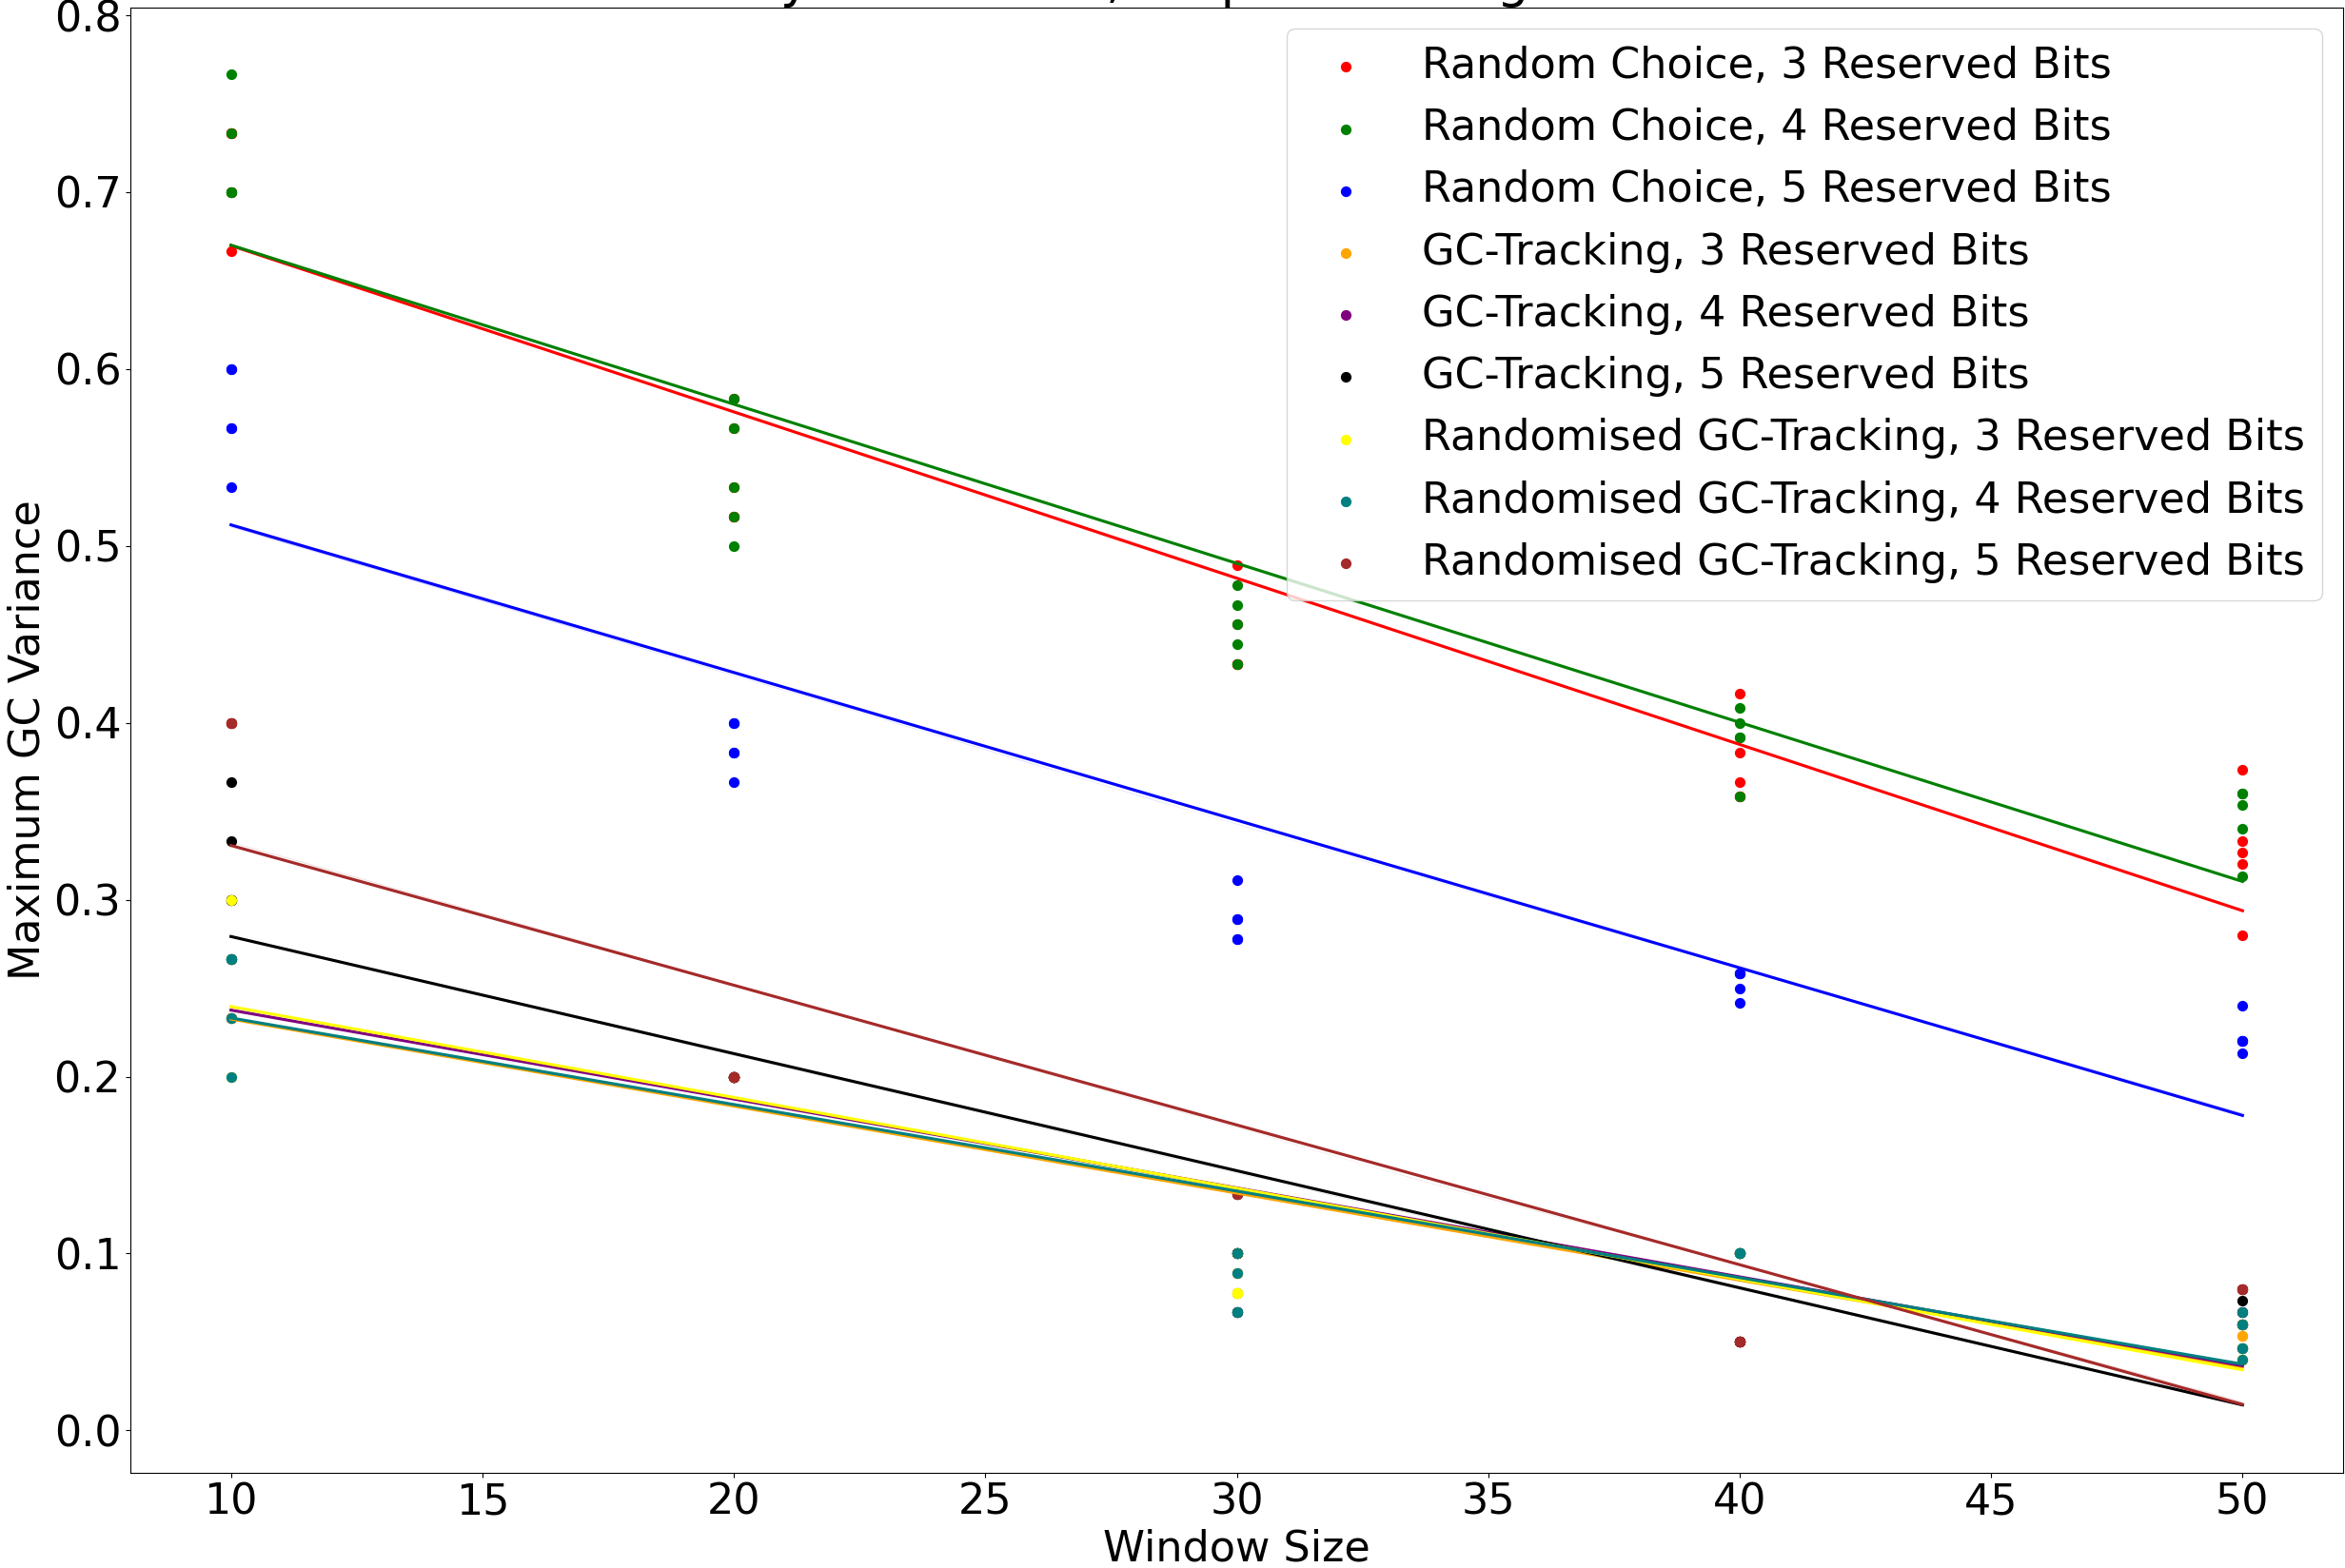 0.8
0.7
0.6
0.5
0.4
0.3
0.2
0.1
0.0
Maximum GC Variance
Random Choice, 3 Reserved Bits
Random Choice, 4 Reserved Bits
Random Choice, 5 Reserved Bits
GC-Tracking, 3 Reserved Bits
GC-Tracking, 4 Reserved Bits
GC-Tracking, 5 Reserved Bits
Randomised GC-Tracking, 3 Reserved Bits
Randomised GC-Tracking, 4 Reserved Bits
Randomised GC-Tracking, 5 Reserved Bits
10 15 20 25 30 35 40 45 50
Window Size